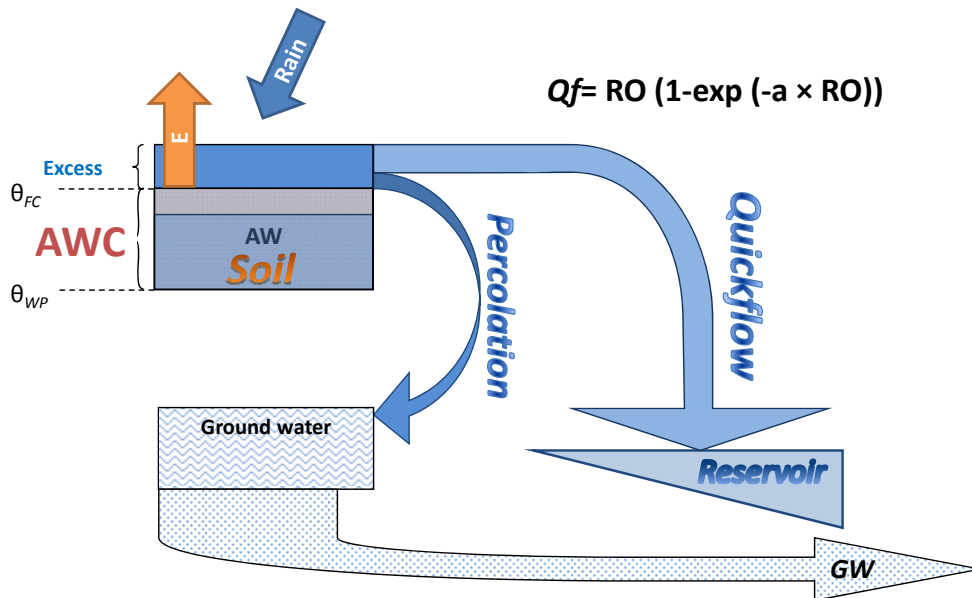 Rain
Qf= RO (1-exp (-a × RO))
E
Excess
θFC
AWC
AW
Soil
θWP
Percolation
Quickflow
Ground water
Reservoir
GW